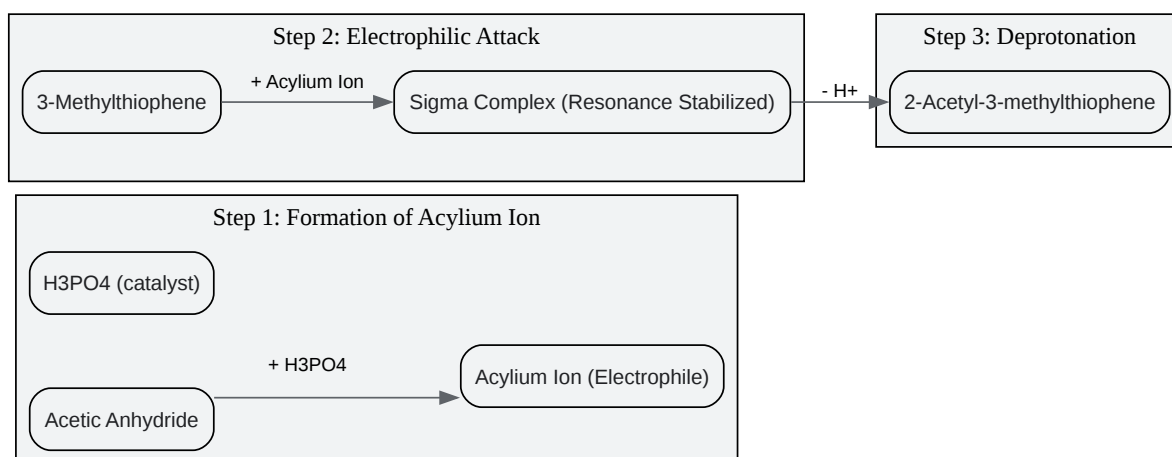 Step 2: Electrophilic Attack
3-Methylthiophene
+ Acylium Ion
Sigma Complex (Resonance Stabilized)
- H+
Step 3: Deprotonation
2-Acetyl-3-methylthiophene
Step 1: Formation of Acylium Ion
H3PO4 (catalyst)
+ H3PO4
Acylium Ion (Electrophile)
Acetic Anhydride